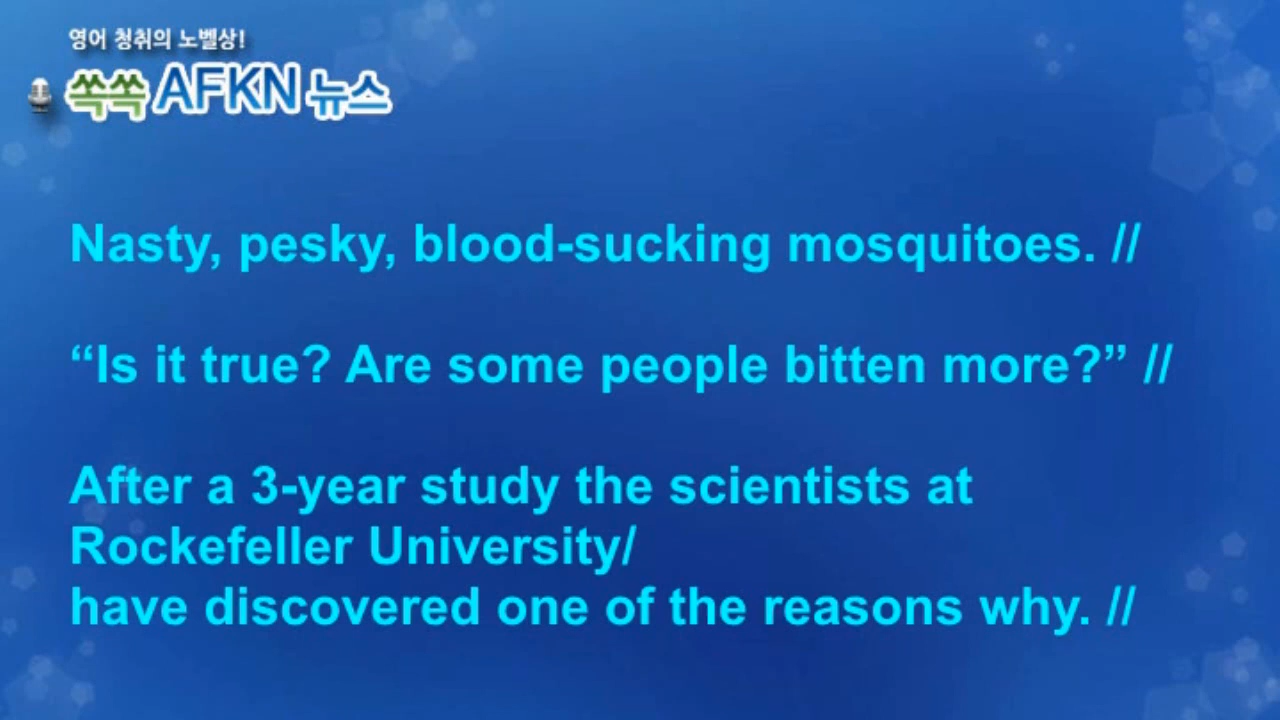 영어 청취의 노벨상!
쏙쏙 AFKN 뉴스
Nasty, pesky, blood-sucking mosquitoes. //
“Is it true? Are some people bitten more?” //
After a 3-year study the scientists at
Rockefeller University/
have discovered one of the reasons why. //